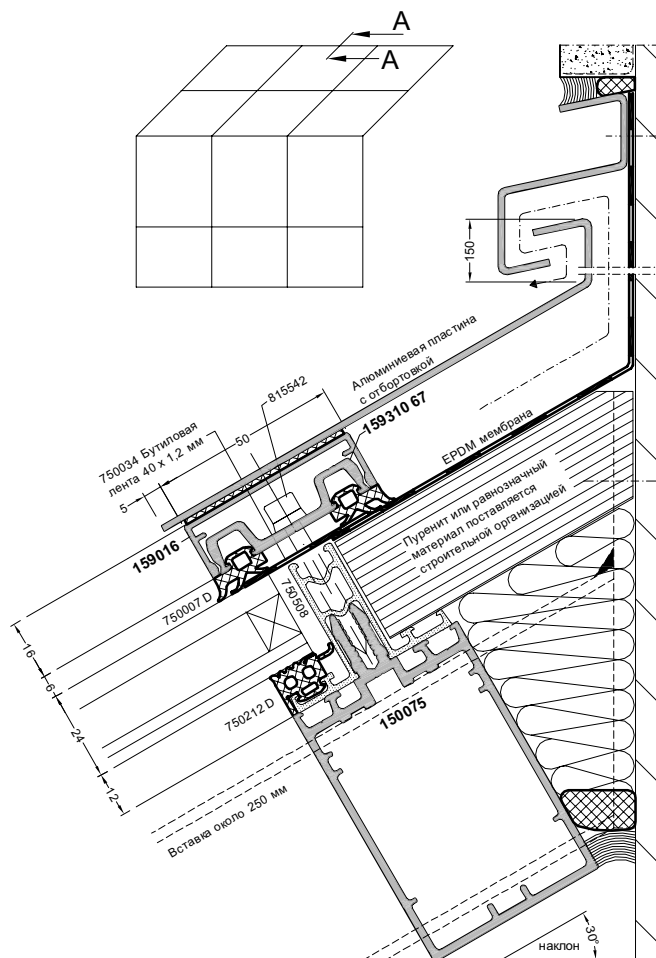 A
A
150
Алюминиевая пластина
с отбортовкой
815542
15931067
50
750034 Бутиловая
лента 40 x 1,2 мм
5
EPDM мембрана
159016
Пуренит или равнозначный
материал поставляется
строительной организацией
750007 D
750508
16
6
24
12
750212 D
150075
Вставка около 250 мм
30°
наклон